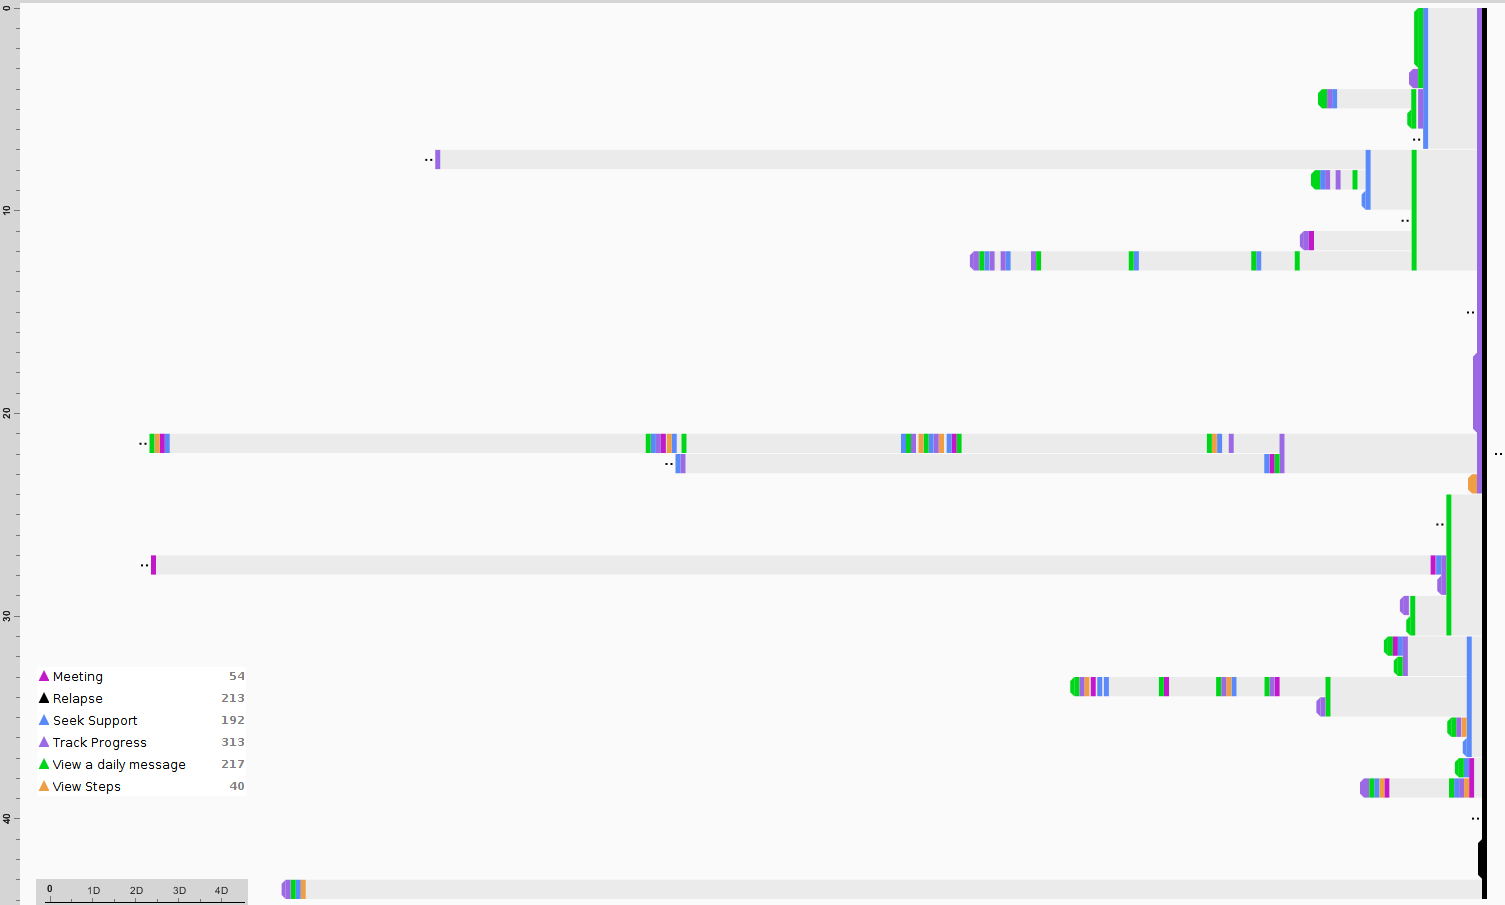 0
10
20
30
Meeting 54
Relapse 213
Seek Support 192
Track Progress 313
View a daily message 217
View Steps 40
40
0 1D 2D 3D 4D